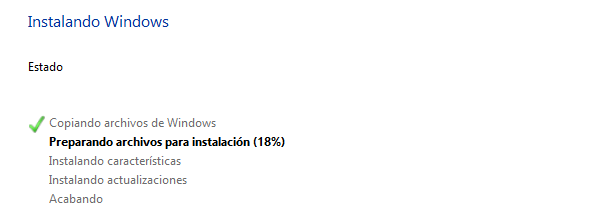 Instalando Windows
Estado
Copiando archivos de Windows
Preparando archivos para instalación (18%)
Instalando características
Instalando actualizaciones
Acabando